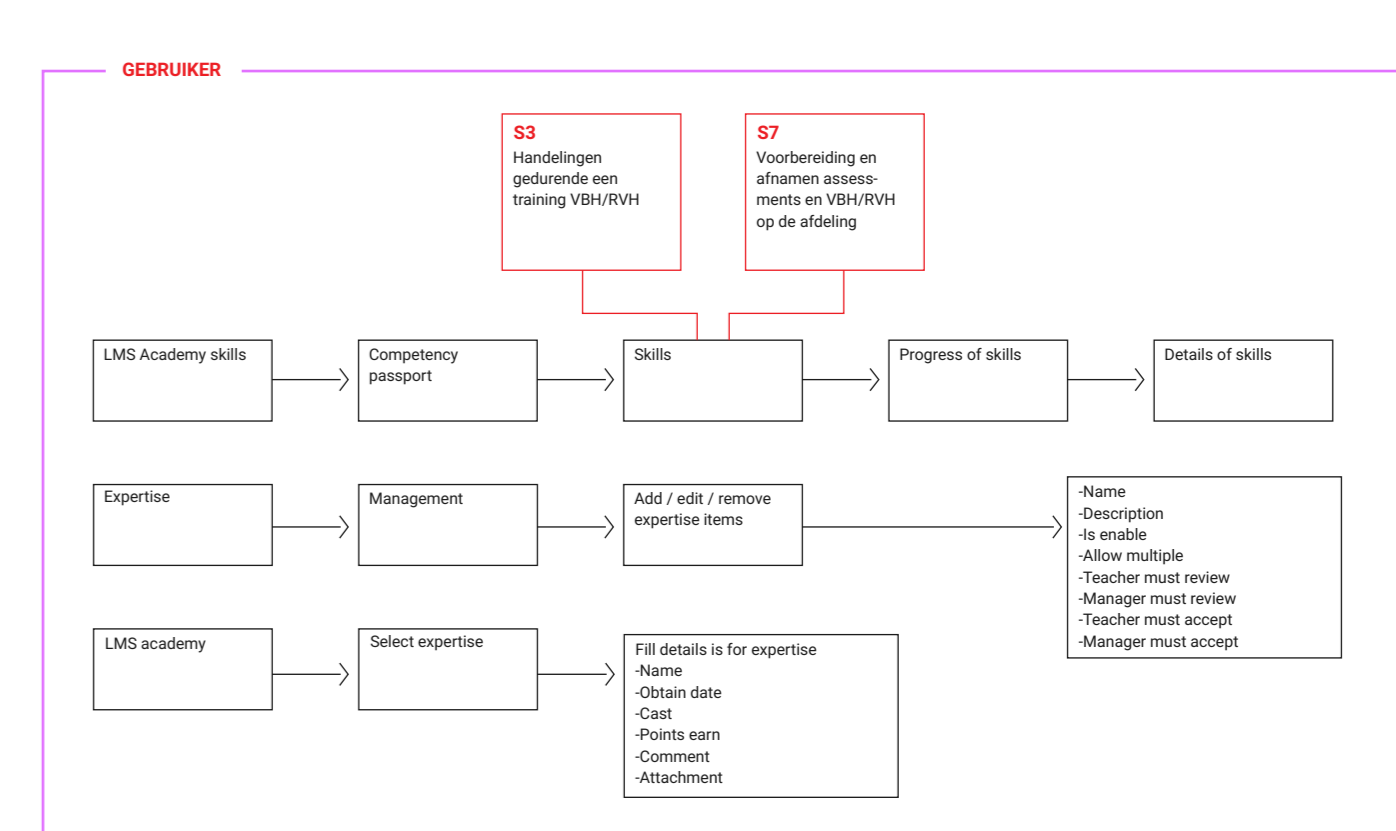 GEBRUIKER
S3
Handelingen
gedurende een
training VBH/RVH
S7
Voorbereiding en
afnamen assess-
ments en VBH/RVH
op de afdeling
LMS Academy skills
Competency
passport
Skills
Progress of skills
Details of skills
Expertise
Management
Add / edit / remove
expertise items
-Name
-Description
-Is enable
-Allow multiple
-Teacher must review
-Manager must review
-Teacher must accept
-Manager must accept
LMS academy
Select expertise
Fill details is for expertise
-Name
-Obtain date
-Cast
-Points earn
-Comment
-Attachment